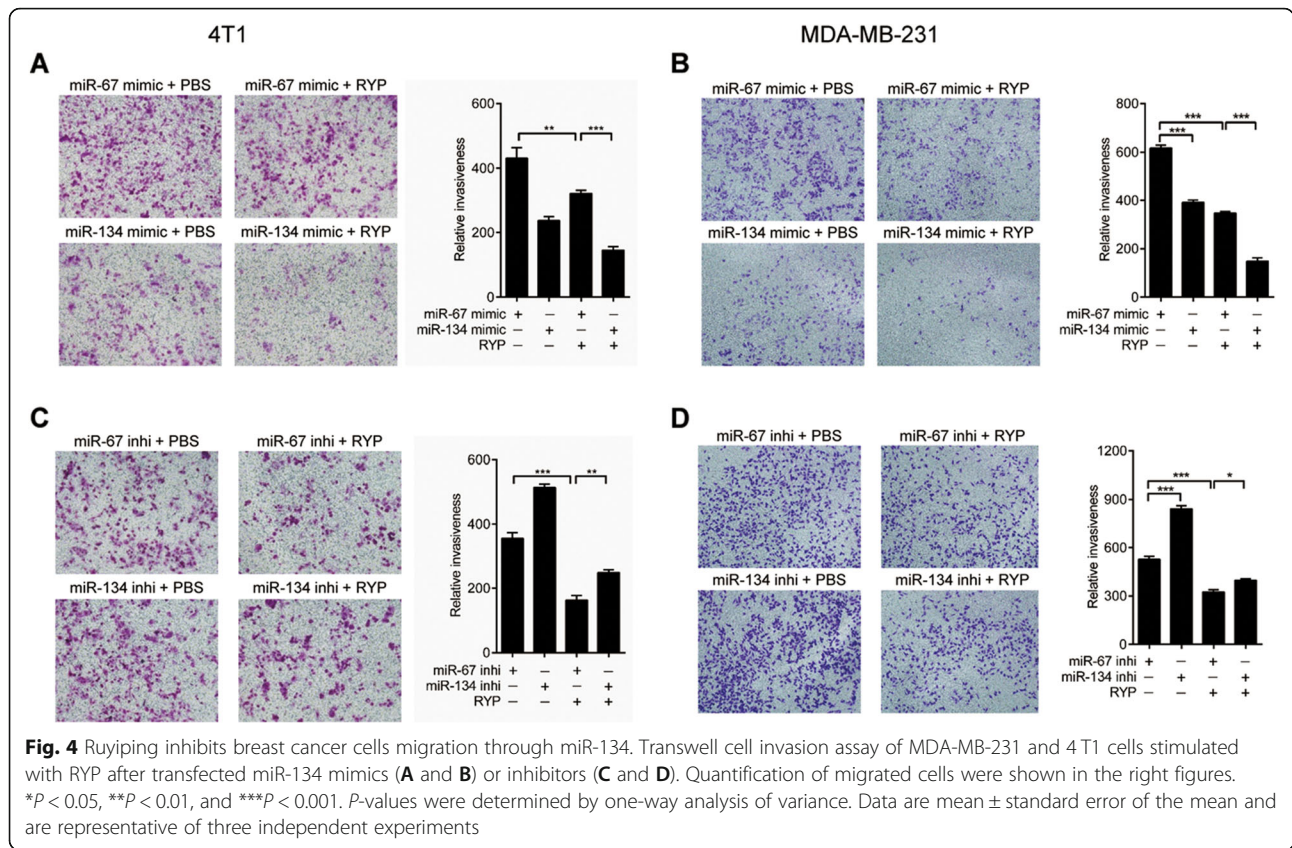 4T1
MDA-MB-231
A
miR-67 mimic + PBS
miR-67 mimic + RYP
miR-134 mimic + PBS
miR-134 mimic + RYP
Relative invasiveness
600
400
200
0
** ***
miR-67 mimic + – + –
miR-134 mimic – + – +
RYP – – + +
B
miR-67 mimic + PBS
miR-67 mimic + RYP
miR-134 mimic + PBS
miR-134 mimic + RYP
Relative invasiveness
800
600
400
200
0
*** ***
***
miR-67 mimic + – + –
miR-134 mimic – + – +
RYP – – + +
C
miR-67 inhi + PBS
miR-67 inhi + RYP
miR-134 inhi + PBS
miR-134 inhi + RYP
Relative invasiveness
600
400
200
0
*** **
miR-67 inhi + – + –
miR-134 inhi – + – +
RYP – – + +
D
miR-67 inhi + PBS
miR-67 inhi + RYP
miR-134 inhi + PBS
miR-134 inhi + RYP
Relative invasiveness
1200
900
600
300
0
*** *
***
miR-67 inhi + – + –
miR-134 inhi – + – +
RYP – – + +
Fig. 4 Ruyiping inhibits breast cancer cells migration through miR-134. Transwell cell invasion assay of MDA-MB-231 and 4 T1 cells stimulated
with RYP after transfected miR-134 mimics (A and B) or inhibitors (C and D). Quantification of migrated cells were shown in the right figures.
*P < 0.05, **P < 0.01, and ***P < 0.001. P-values were determined by one-way analysis of variance. Data are mean ± standard error of the mean and
are representative of three independent experiments